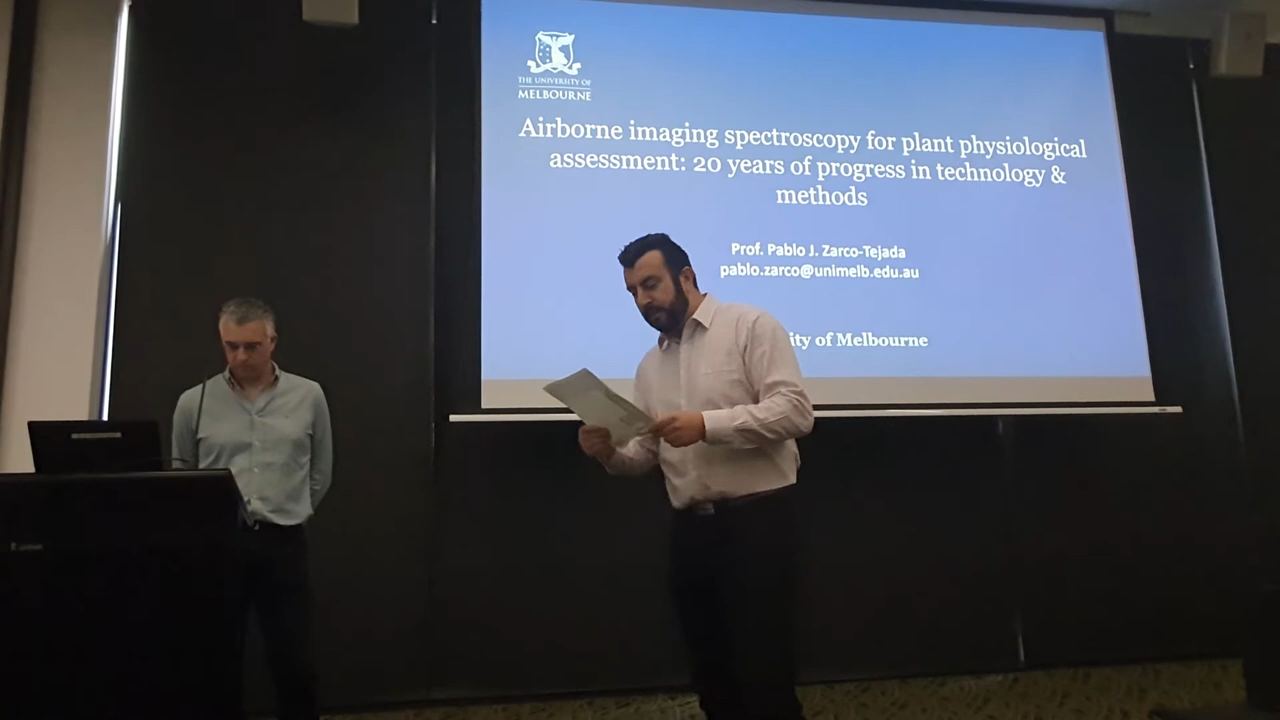 THE UNIVERSITY OF
MELBOURNE
Airborne imaging spectroscopy for plant physiological
assessment: 20 years of progress in technology &
methods
Prof. Pablo J. Zarco-Tejada
pablo.zarco@unimelb.edu.au
ity of Melbourne